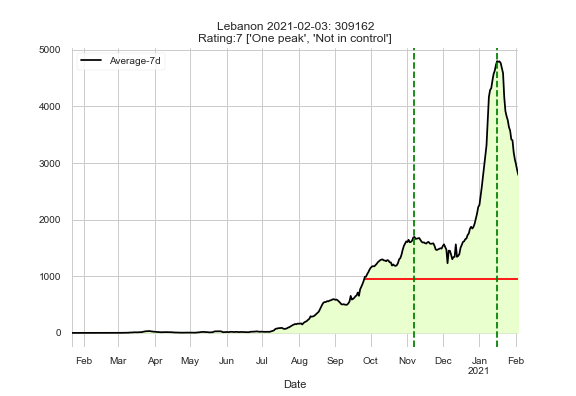 Lebanon 2021-02-03: 309162
Rating:7 ['One peak', 'Not in control']
Average-7d
5000
4000
3000
2000
1000
0
Feb Mar Apr May Jun Jul Aug Sep Oct Nov Dec Jan Feb
2021
Date